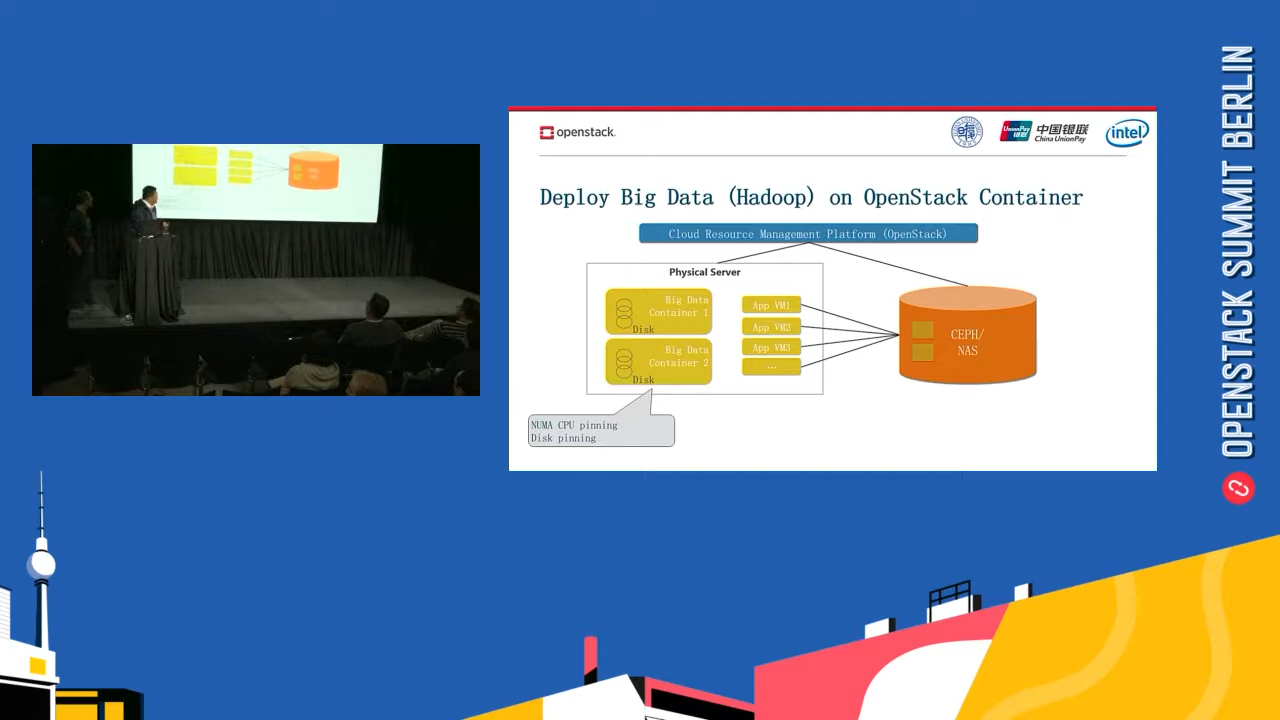 openstack.
UnionPay
银联
中国银联
China UnionPay
intel
Deploy Big Data (Hadoop) on OpenStack Container
Cloud Resource Management Platform (OpenStack)
Physical Server
Big Data
Container 1
Disk
Big Data
Container 2
Disk
App VM1
App VM2
App VM3
...
CEPH/
NAS
NUMA CPU pinning
Disk pinning
OPENSTACK SUMMIT BERLIN